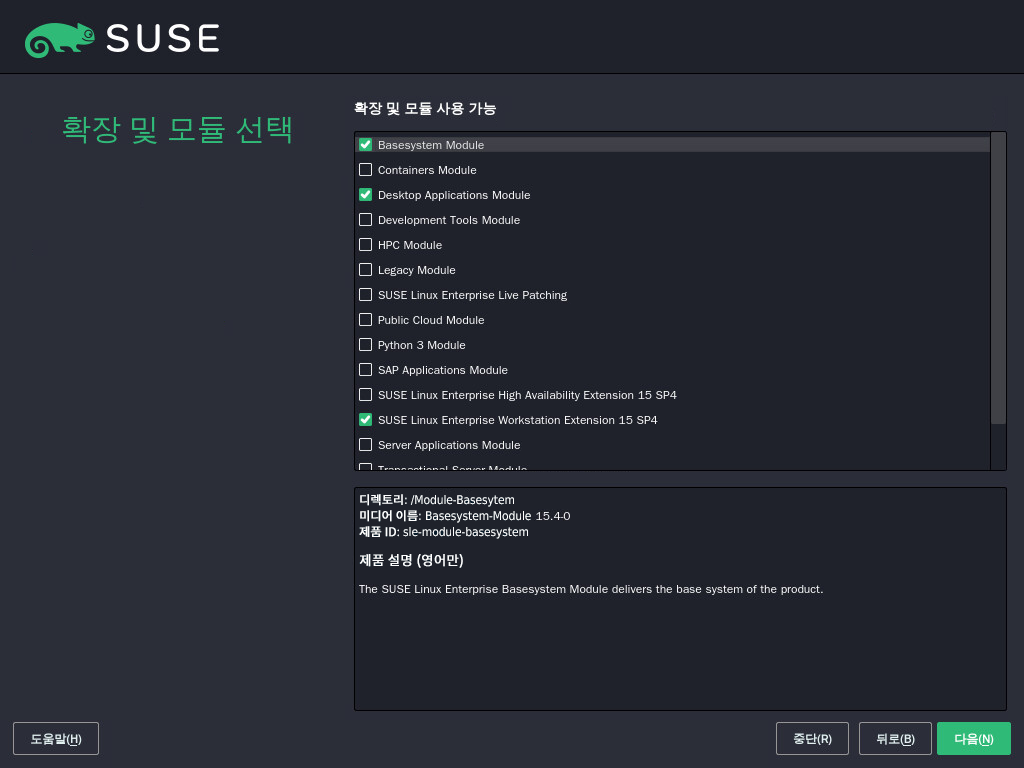 SUSE
확장 및 모듈 선택
확장 및 모듈 사용 가능
Basesystem Module
Containers Module
Desktop Applications Module
Development Tools Module
HPC Module
Legacy Module
SUSE Linux Enterprise Live Patching
Public Cloud Module
Python 3 Module
SAP Applications Module
SUSE Linux Enterprise High Availability Extension 15 SP4
SUSE Linux Enterprise Workstation Extension 15 SP4
Server Applications Module
Transactional Server Module
디렉토리: /Module-Basesytem
미디어 이름: Basesystem-Module 15.4-0
제품 ID: sle-module-basesystem
제품 설명 (영어만)
The SUSE Linux Enterprise Basesystem Module delivers the base system of the product.
도움말(H)
중단(R)
뒤로(B)
다음(N)